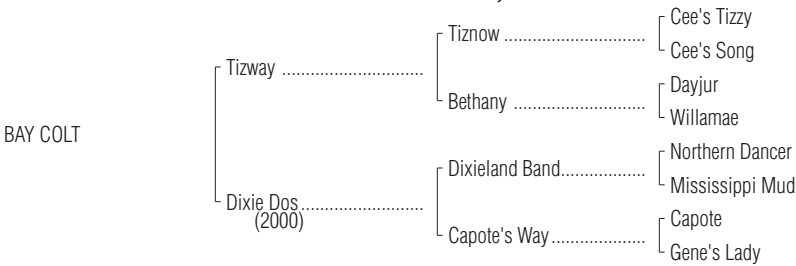 Cee's Tizzy
Tiznow ..............................
Cee's Song
Tizway ..............................
Dayjur
Bethany ............................
Willamae
BAY COLT
Northern Dancer
Dixieland Band..................
Mississippi Mud
Dixie Dos..........................
(2000)
Capote
Capote's Way....................
Gene's Lady